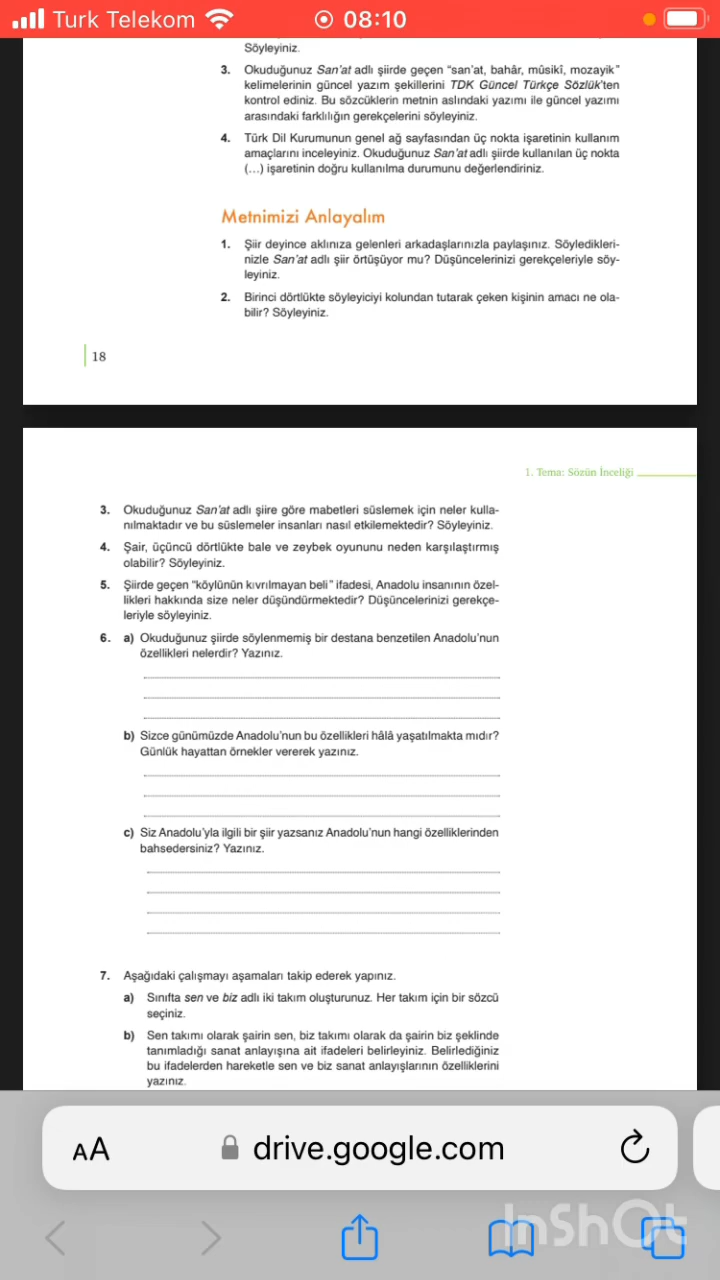 Turk Telekom 08:10
Söyleyiniz.
3. Okuduğunuz San'at adlı şiirde geçen “san'at, bahâr, mûsikî, mozayik”
kelimelerinin güncel yazım şekillerini TDK Güncel Türkçe Sözlük'ten
kontrol ediniz. Bu sözcüklerin metnin aslındaki yazımı ile güncel yazımı
arasındaki farklılığın gerekçelerini söyleyiniz.
4. Türk Dil Kurumunun genel ağ sayfasından üç nokta işaretinin kullanım
amaçlarını inceleyiniz. Okuduğunuz San'at adlı şiirde kullanılan üç nokta
(...) işaretinin doğru kullanılma durumunu değerlendiriniz.
Metnimizi Anlayalım
1. Şiir deyince aklınıza gelenleri arkadaşlarınızla paylaşınız. Söyledikleri-
nizle San'at adlı şiir örtüşüyor mu? Düşüncelerinizi gerekçeleriyle söy-
leyiniz.
2. Birinci dörtlükte söyleyiciyi kolundan tutarak çeken kişinin amacı ne ola-
bilir? Söyleyiniz.
18
1. Tema: Sözün İnceliği
3. Okuduğunuz San'at adlı şiire göre mabetleri süslemek için neler kulla-
nılmaktadır ve bu süslemeler insanları nasıl etkilemektedir? Söyleyiniz.
4. Şair, üçüncü dörtlükte bale ve zeybek oyununu neden karşılaştırmış
olabilir? Söyleyiniz.
5. Şiirde geçen “köylünün kıvrılmayan beli” ifadesi, Anadolu insanının özel-
likleri hakkında size neler düşündürmektedir? Düşüncelerinizi gerekçe-
leriyle söyleyiniz.
6. a) Okuduğunuz şiirde söylenmemiş bir destana benzetilen Anadolu'nun
özellikleri nelerdir? Yazınız.
b) Sizce günümüzde Anadolu'nun bu özellikleri hâlâ yaşatılmakta mıdır?
Günlük hayattan örnekler vererek yazınız.
c) Siz Anadolu'yla ilgili bir şiir yazsanız Anadolu'nun hangi özelliklerinden
bahsedersiniz? Yazınız.
7. Aşağıdaki çalışmayı aşamaları takip ederek yapınız.
a) Sınıfta sen ve biz adlı iki takım oluşturunuz. Her takım için bir sözcü
seçiniz.
b) Sen takımı olarak şairin sen, biz takımı olarak da şairin biz şeklinde
tanımladığı sanat anlayışına ait ifadeleri belirleyiniz. Belirlediğiniz
bu ifadelerden hareketle sen ve biz sanat anlayışlarının özelliklerini
yazınız.
AA drive.google.com
InShOt